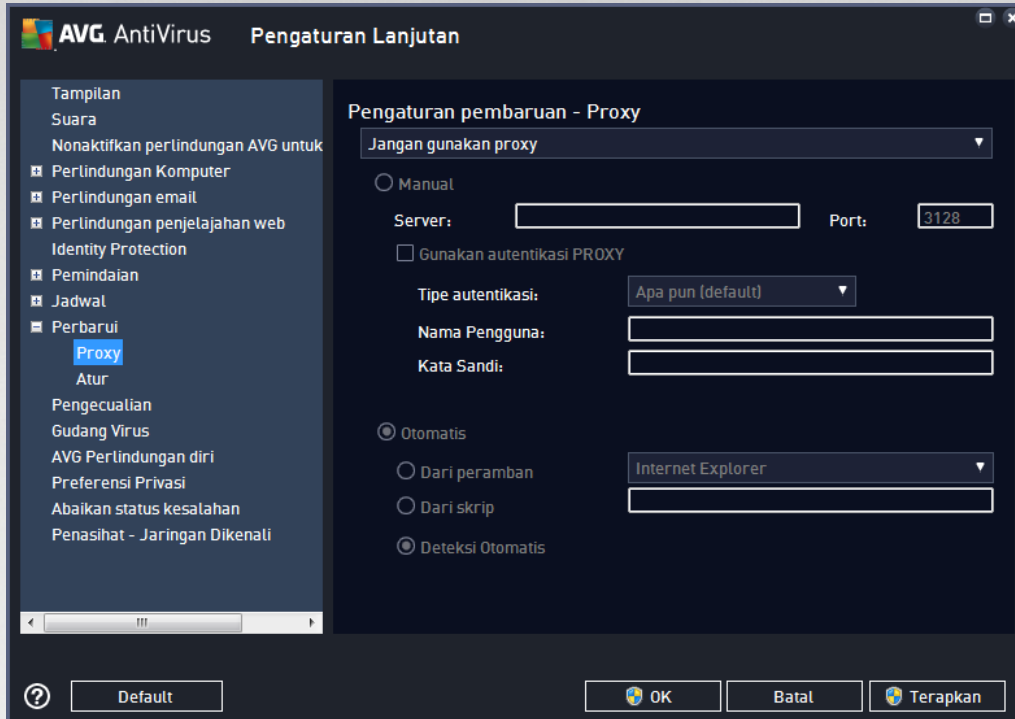 AVG AntiVirus Pengaturan Lanjutan
Tampilan
Suara
Nonaktifkan perlindungan AVG untuk
Perlindungan Komputer
Perlindungan email
Perlindungan penjelajahan web
Identity Protection
Pemindaian
Jadwal
Perbarui
Proxy
Atur
Pengecualian
Gudang Virus
AVG Perlindungan diri
Preferensi Privasi
Abaikan status kesalahan
Penasihat - Jaringan Dikenali
Pengaturan pembaruan - Proxy
Jangan gunakan proxy
Manual
Server: Port: 3128
Gunakan autentikasi PROXY
Tipe autentikasi: Apa pun (default)
Nama Pengguna:
Kata Sandi:
Otomatis
Dari peramban Internet Explorer
Dari skrip
Deteksi Otomatis
? Default OK Batal Terapkan